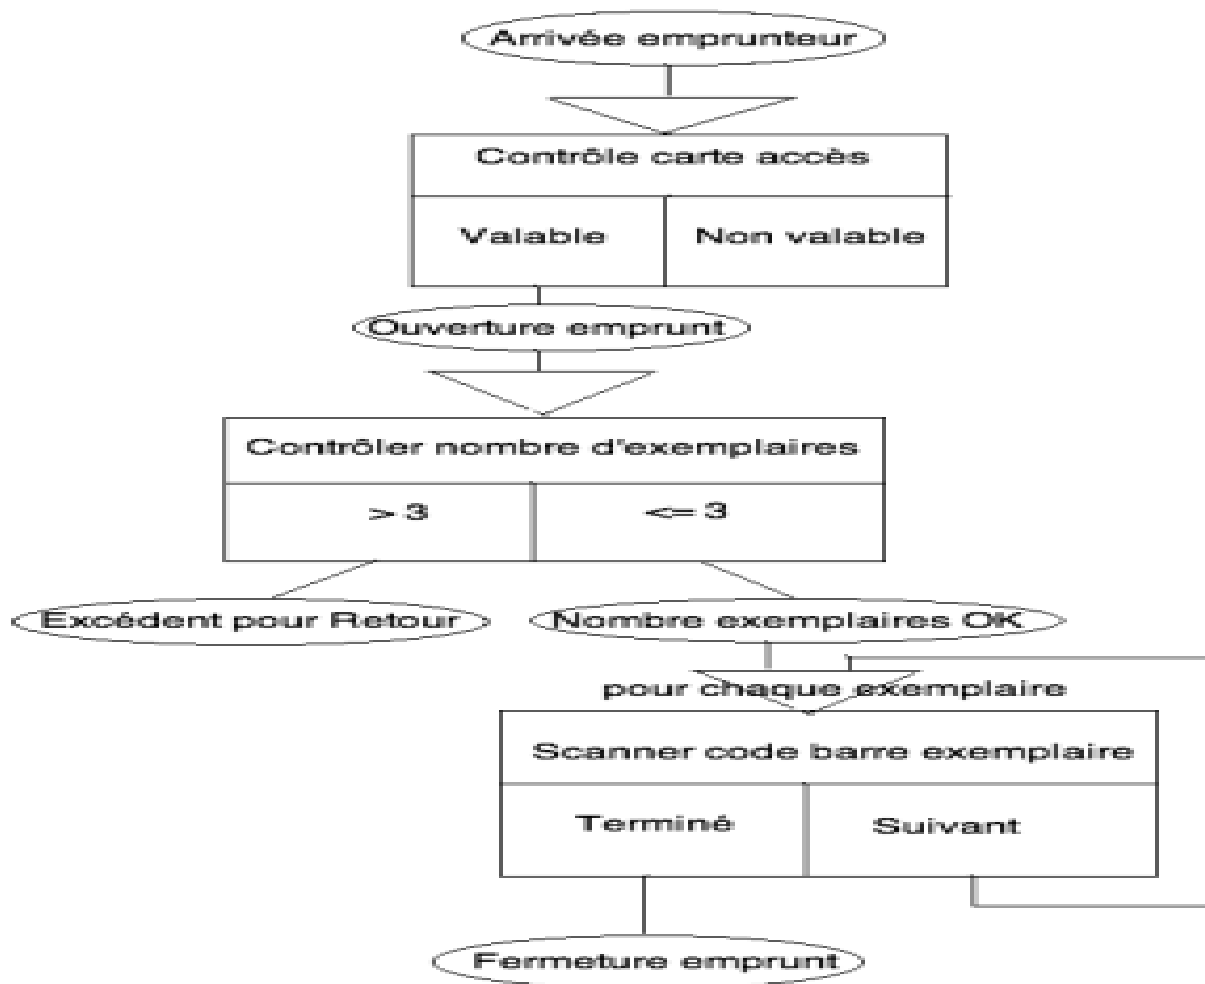 Arrivée emprunteur
Contrôle carte accès
Valable
Non valable
Ouverture emprunt
Contrôler nombre d'exemplaires
> 3
<= 3
Excédent pour Retour
Nombre exemplaires OK
pour chaque exemplaire
Scanner code barre exemplaire
Terminé
Suivant
Fermeture emprunt